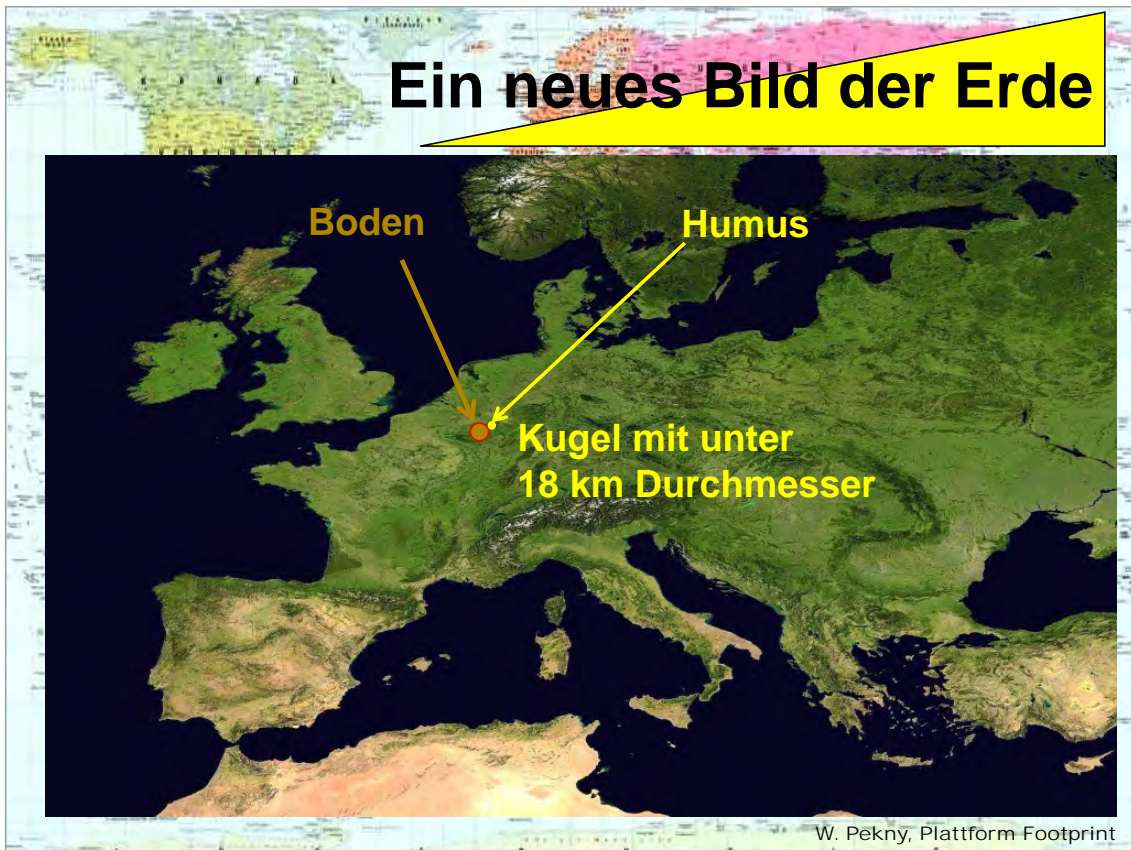 Ein neues Bild der Erde
Boden
Humus
Kugel mit unter
18 km Durchmesser
W. Pekny, Plattform Footprint